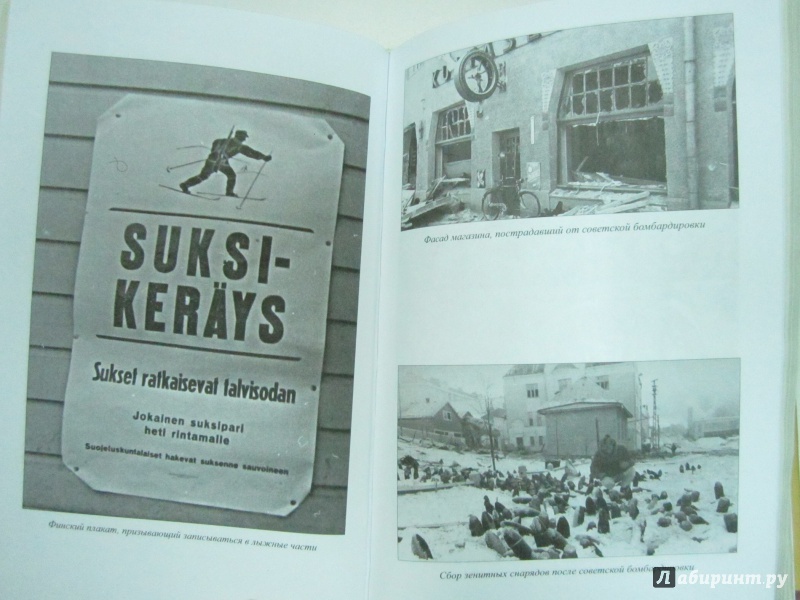 SUKSI-
KERÄYS
Sukset ratkaisevat talvisodan
Jokainen suksipari
heti rintamalle
Suojeluskuntalaiset hakevat suksenne sauvoineen
Финский плакат, призывающий записываться в лыжные части
Фасад магазина, пострадавший от советской бомбардировки
Сбор зенитных снарядов после советской бомбардировки
Лабиринт.ру